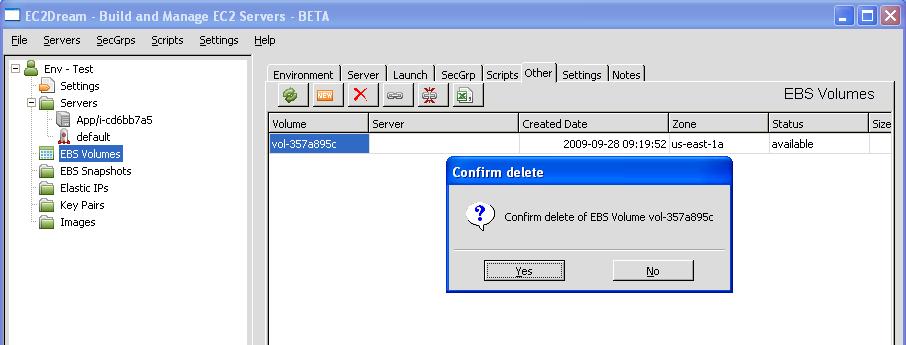 EC2Dream - Build and Manage EC2 Servers - BETA
File Servers SecGrps Scripts Settings Help
Env - Test
Settings
Servers
App/i-cd6bb7a5
default
EBS Volumes
EBS Snapshots
Elastic IPs
Key Pairs
Images
Environment Server Launch SecGrp Scripts Other Settings Notes
NEW
EBS Volumes
Volume Server Created Date Zone Status Size
vol-357a895c 2009-09-28 09:19:52 us-east-1a available
Confirm delete
Confirm delete of EBS Volume vol-357a895c
Yes No